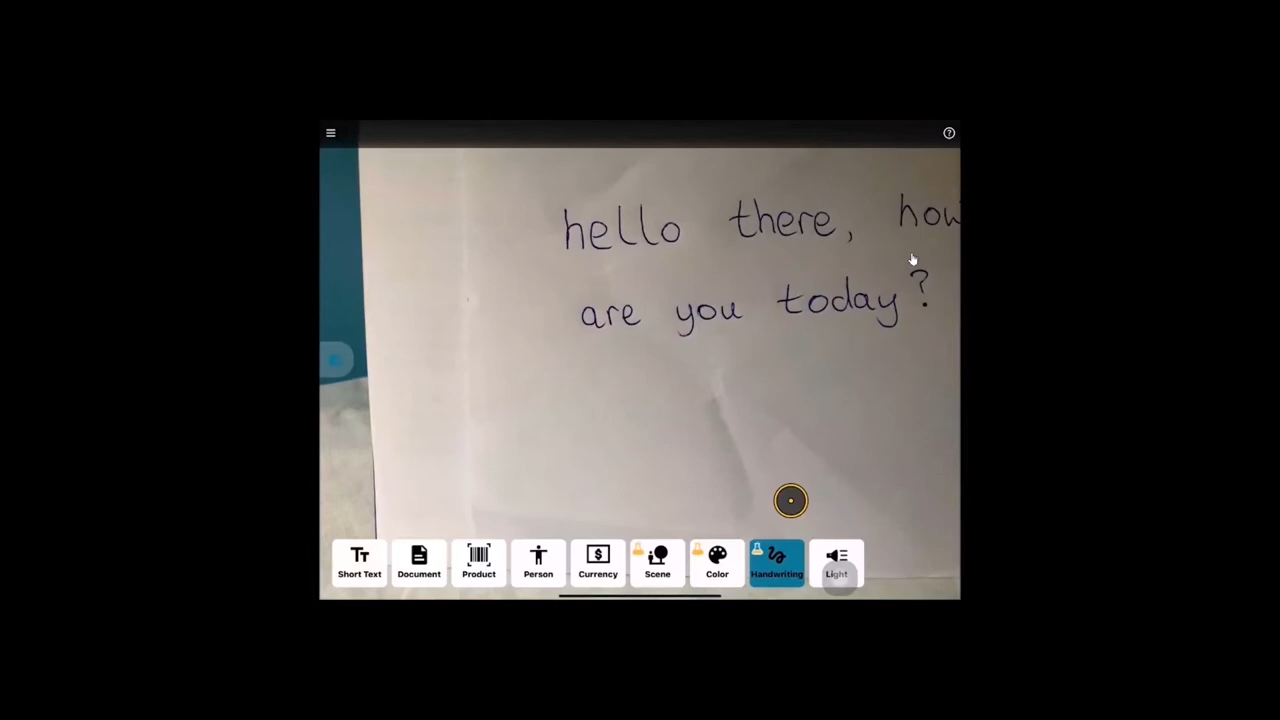 hello there, how
are you today?
Short Text
Document
Product
Person
Currency
Scene
Color
Handwriting
Light